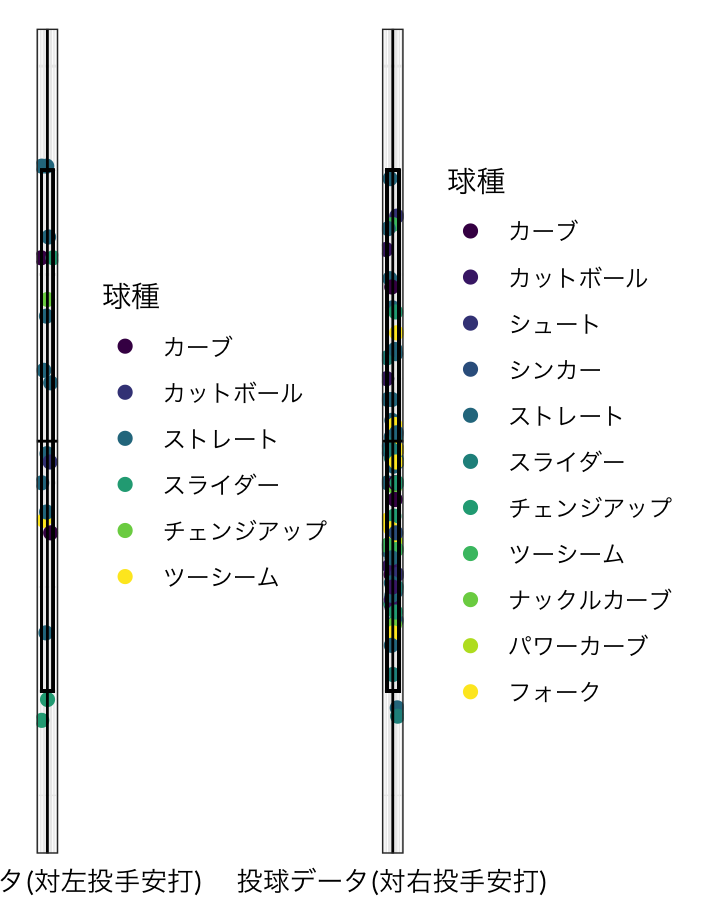 球種
カーブ
カットボール
ストレート
スライダー
チェンジアップ
ツーシーム
タ(対左投手安打)
球種
カーブ
カットボール
シュート
シンカー
ストレート
スライダー
チェンジアップ
ツーシーム
ナックルカーブ
パワーカーブ
フォーク
投球データ(対右投手安打)